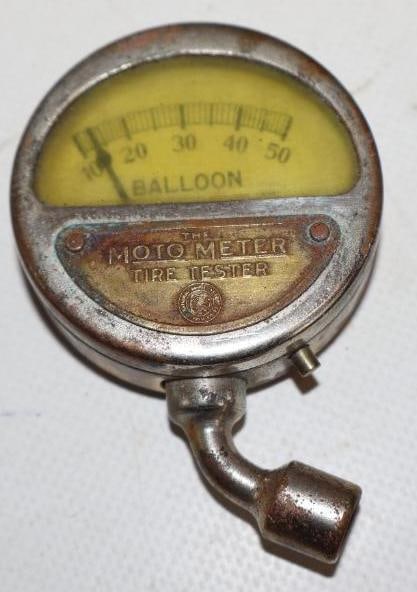 10 20 30 40 50
BALLOON
THE
MOTO METER
TIRE TESTER